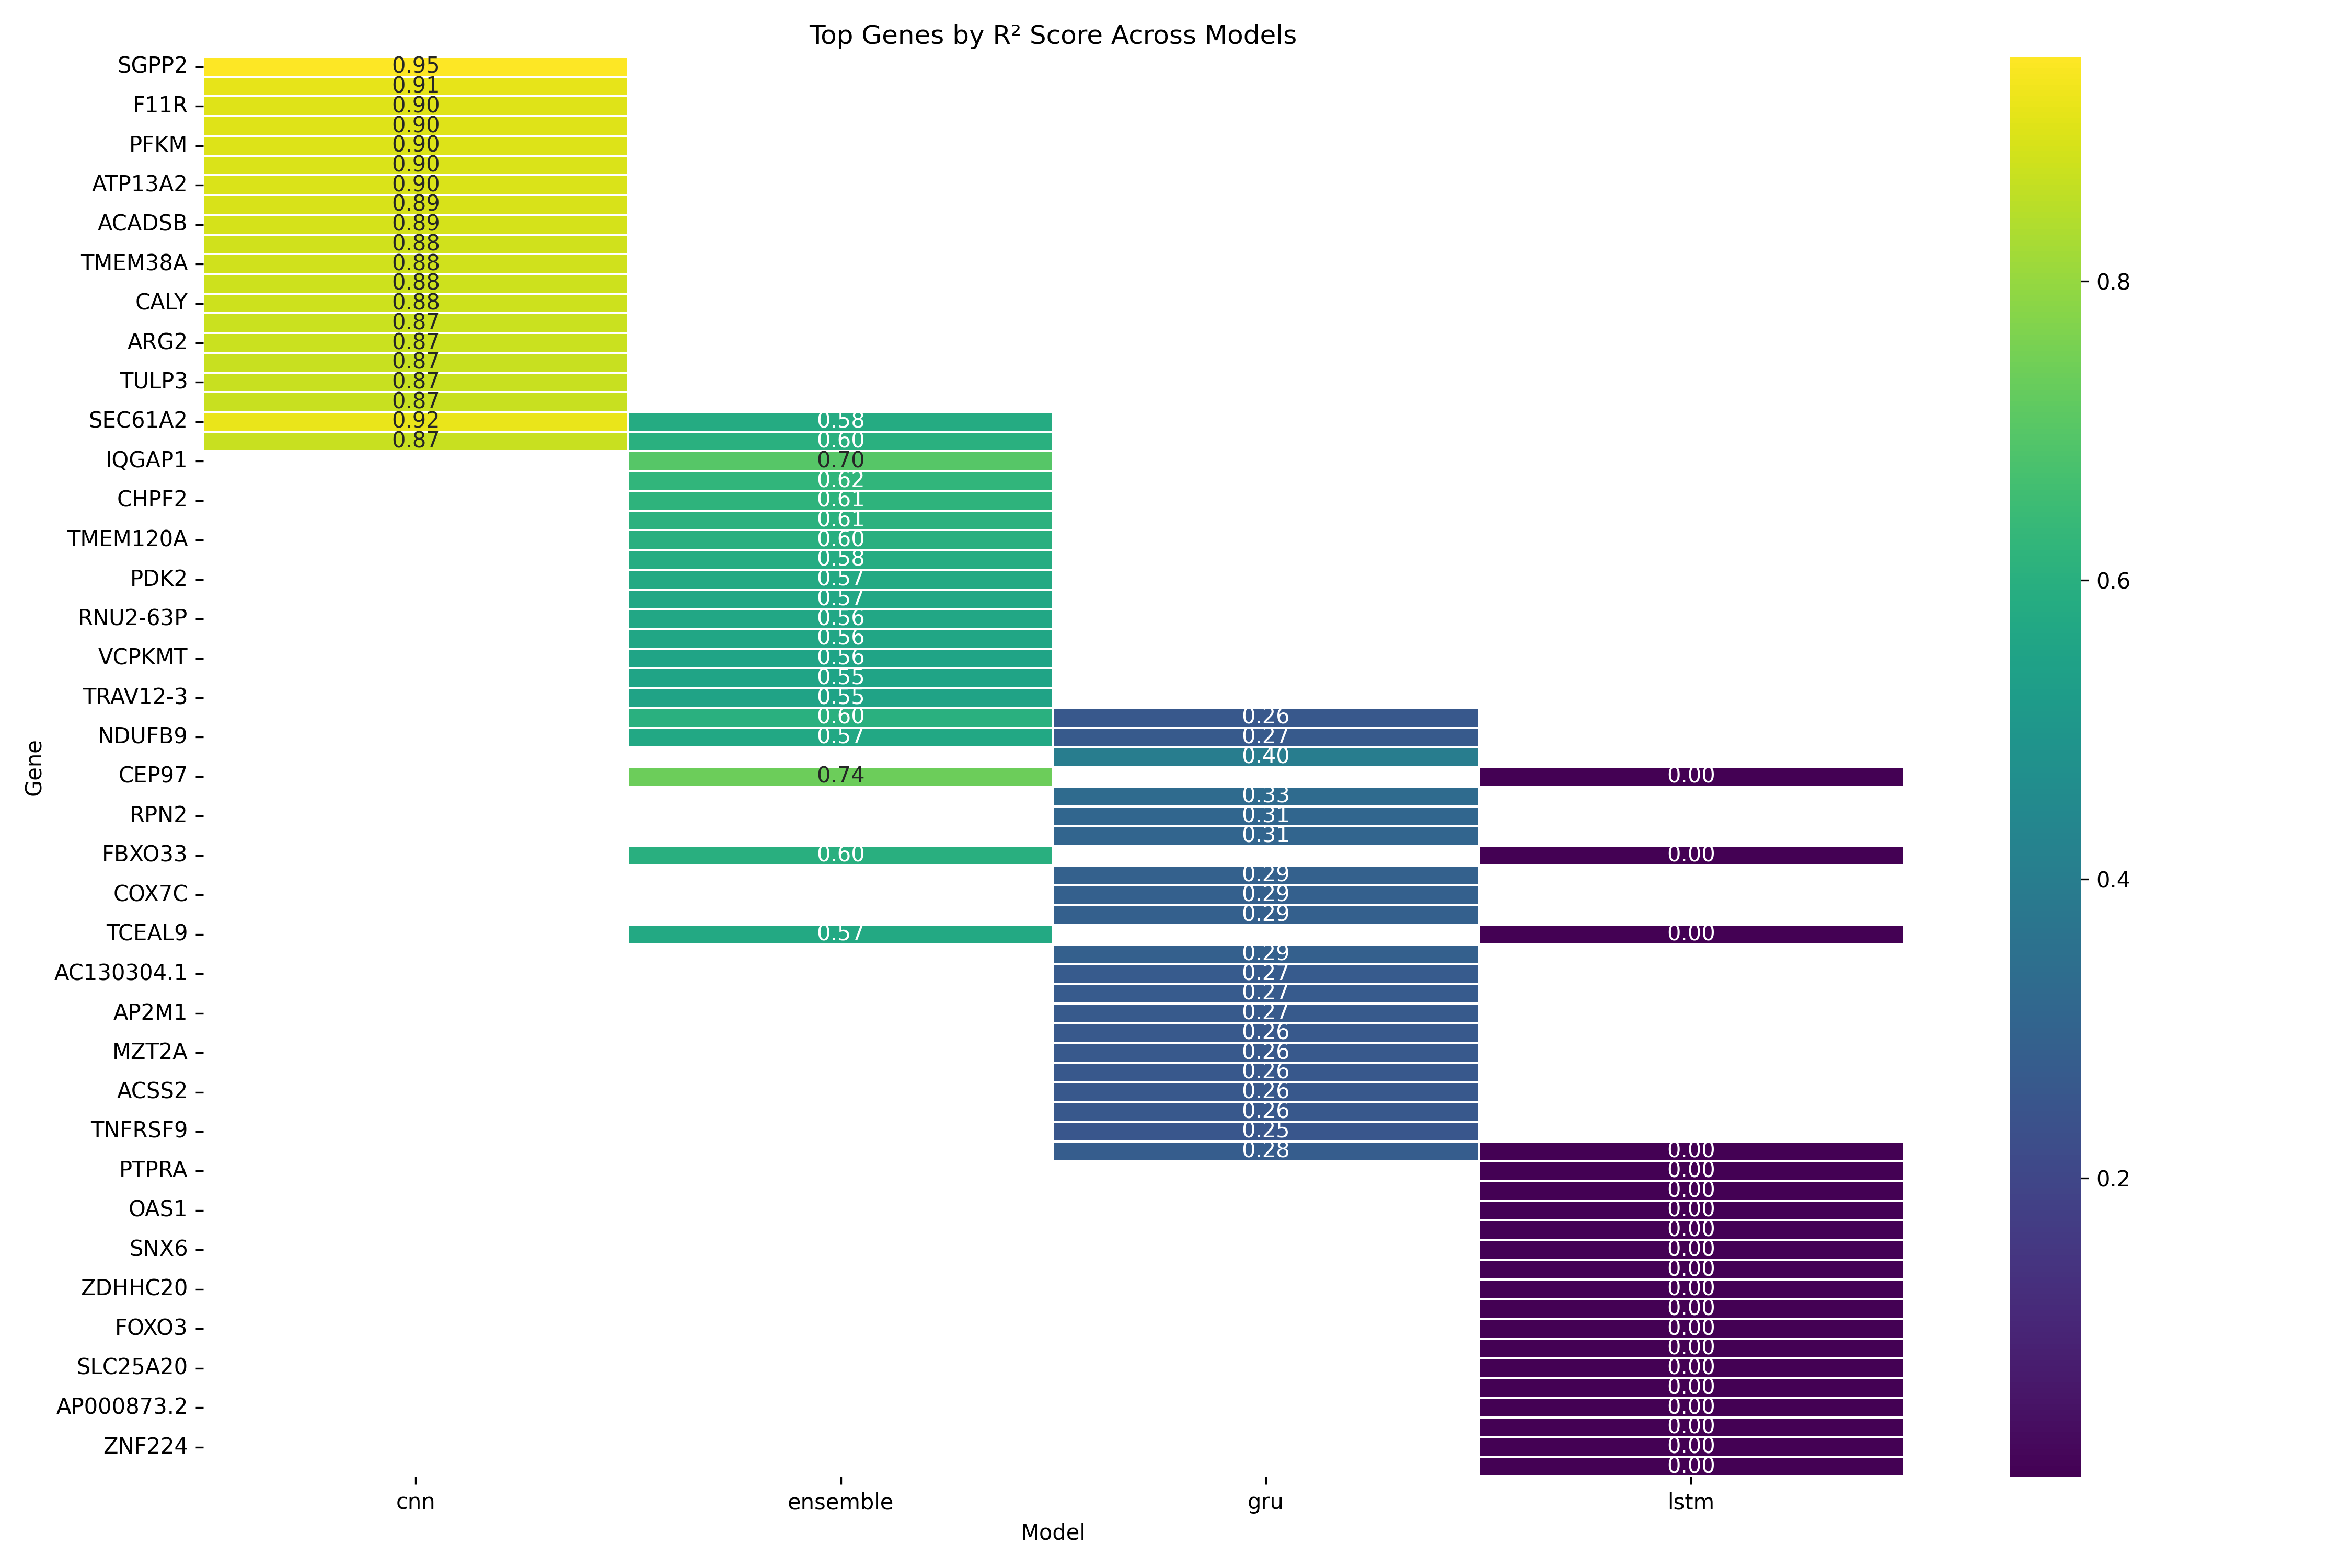 Top Genes by R² Score Across Models
Gene
SGPP2 0.95
0.91
F11R 0.90
0.90
PFKM 0.90
0.90
ATP13A2 0.90
0.89
ACADSB 0.89
0.88
TMEM38A 0.88
0.88
CALY 0.88
0.87
ARG2 0.87
0.87
TULP3 0.87
0.87
SEC61A2 0.92 0.58
0.87 0.60
IQGAP1 0.70
0.62
CHPF2 0.61
0.61
TMEM120A 0.60
0.58
PDK2 0.57
0.57
RNU2-63P 0.56
0.56
VCPKMT 0.56
0.55
TRAV12-3 0.55
0.60 0.26
NDUFB9 0.57 0.27
0.40
CEP97 0.74 0.00
0.33
RPN2 0.31
0.31
FBXO33 0.60 0.00
0.29
COX7C 0.29
0.29
TCEAL9 0.57 0.00
0.29
AC130304.1 0.27
0.27
AP2M1 0.27
0.26
MZT2A 0.26
0.26
ACSS2 0.26
0.26
TNFRSF9 0.25
0.28 0.00
PTPRA 0.00
0.00
OAS1 0.00
0.00
SNX6 0.00
0.00
ZDHHC20 0.00
0.00
FOXO3 0.00
0.00
SLC25A20 0.00
0.00
AP000873.2 0.00
0.00
ZNF224 0.00
0.00
cnn ensemble gru lstm
Model
0.8
0.6
0.4
0.2